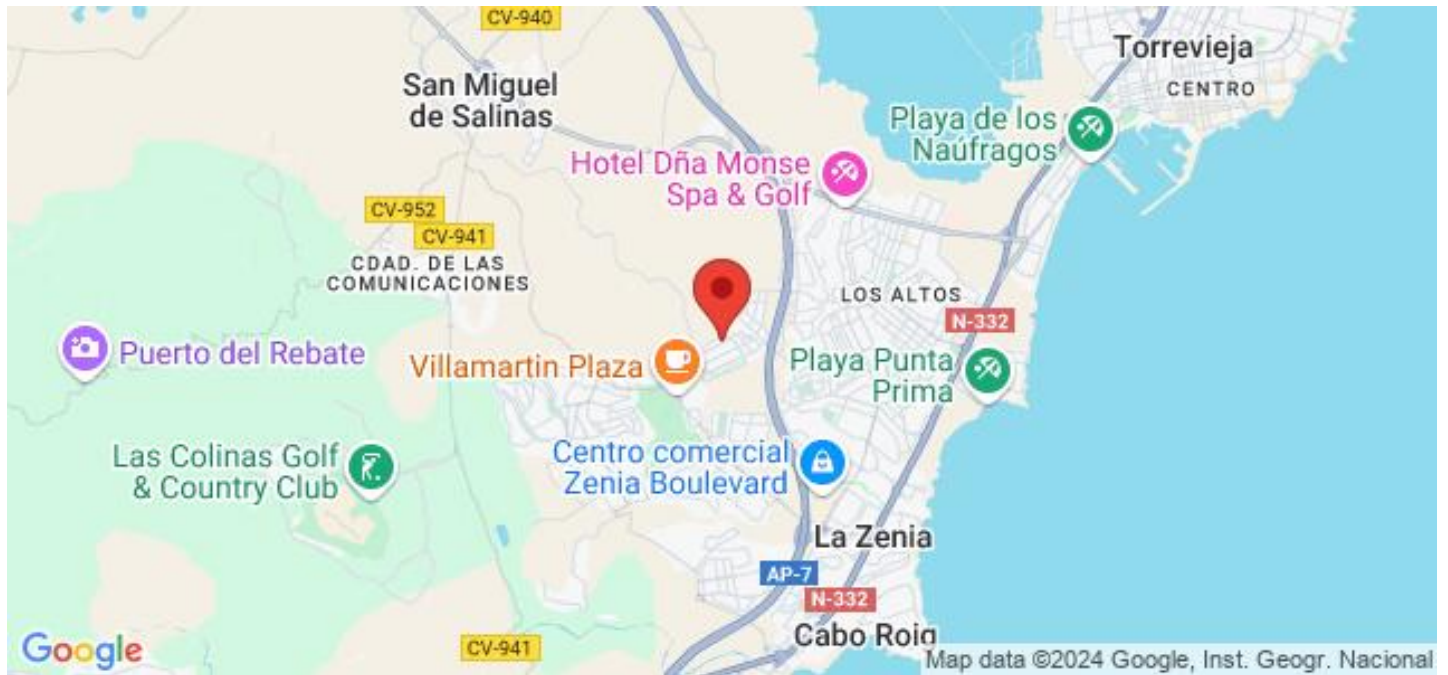 CV-940
Torrevieja
CENTRO
San Miguel
de Salinas
Playa de los
Naúfragos
Hotel Dña Monse
Spa & Golf
CV-952
CV-941
CDAD. DE LAS
COMUNICACIONES
LOS ALTOS
N-332
Puerto del Rebate
Villamartin Plaza
Playa Punta
Prima
Las Colinas Golf
& Country Club
Centro comercial
Zenia Boulevard
La Zenia
AP-7
N-332
Cabo Roig
CV-941
Google
Map data ©2024 Google, Inst. Geogr. Nacional